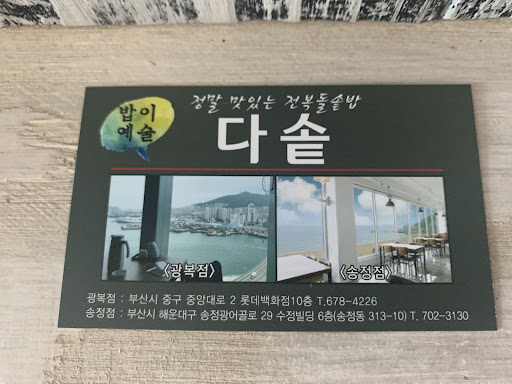 밥이
예술
정말 맛있는 전복돌솥밥
다솥
<광복점>
<송정점>
광복점 : 부산시 중구 중앙대로 2 롯데백화점10층 T.678-4226
송정점 : 부산시 해운대구 송정광어골로 29 수정빌딩 6층(송정동 313-10) T. 702-3130